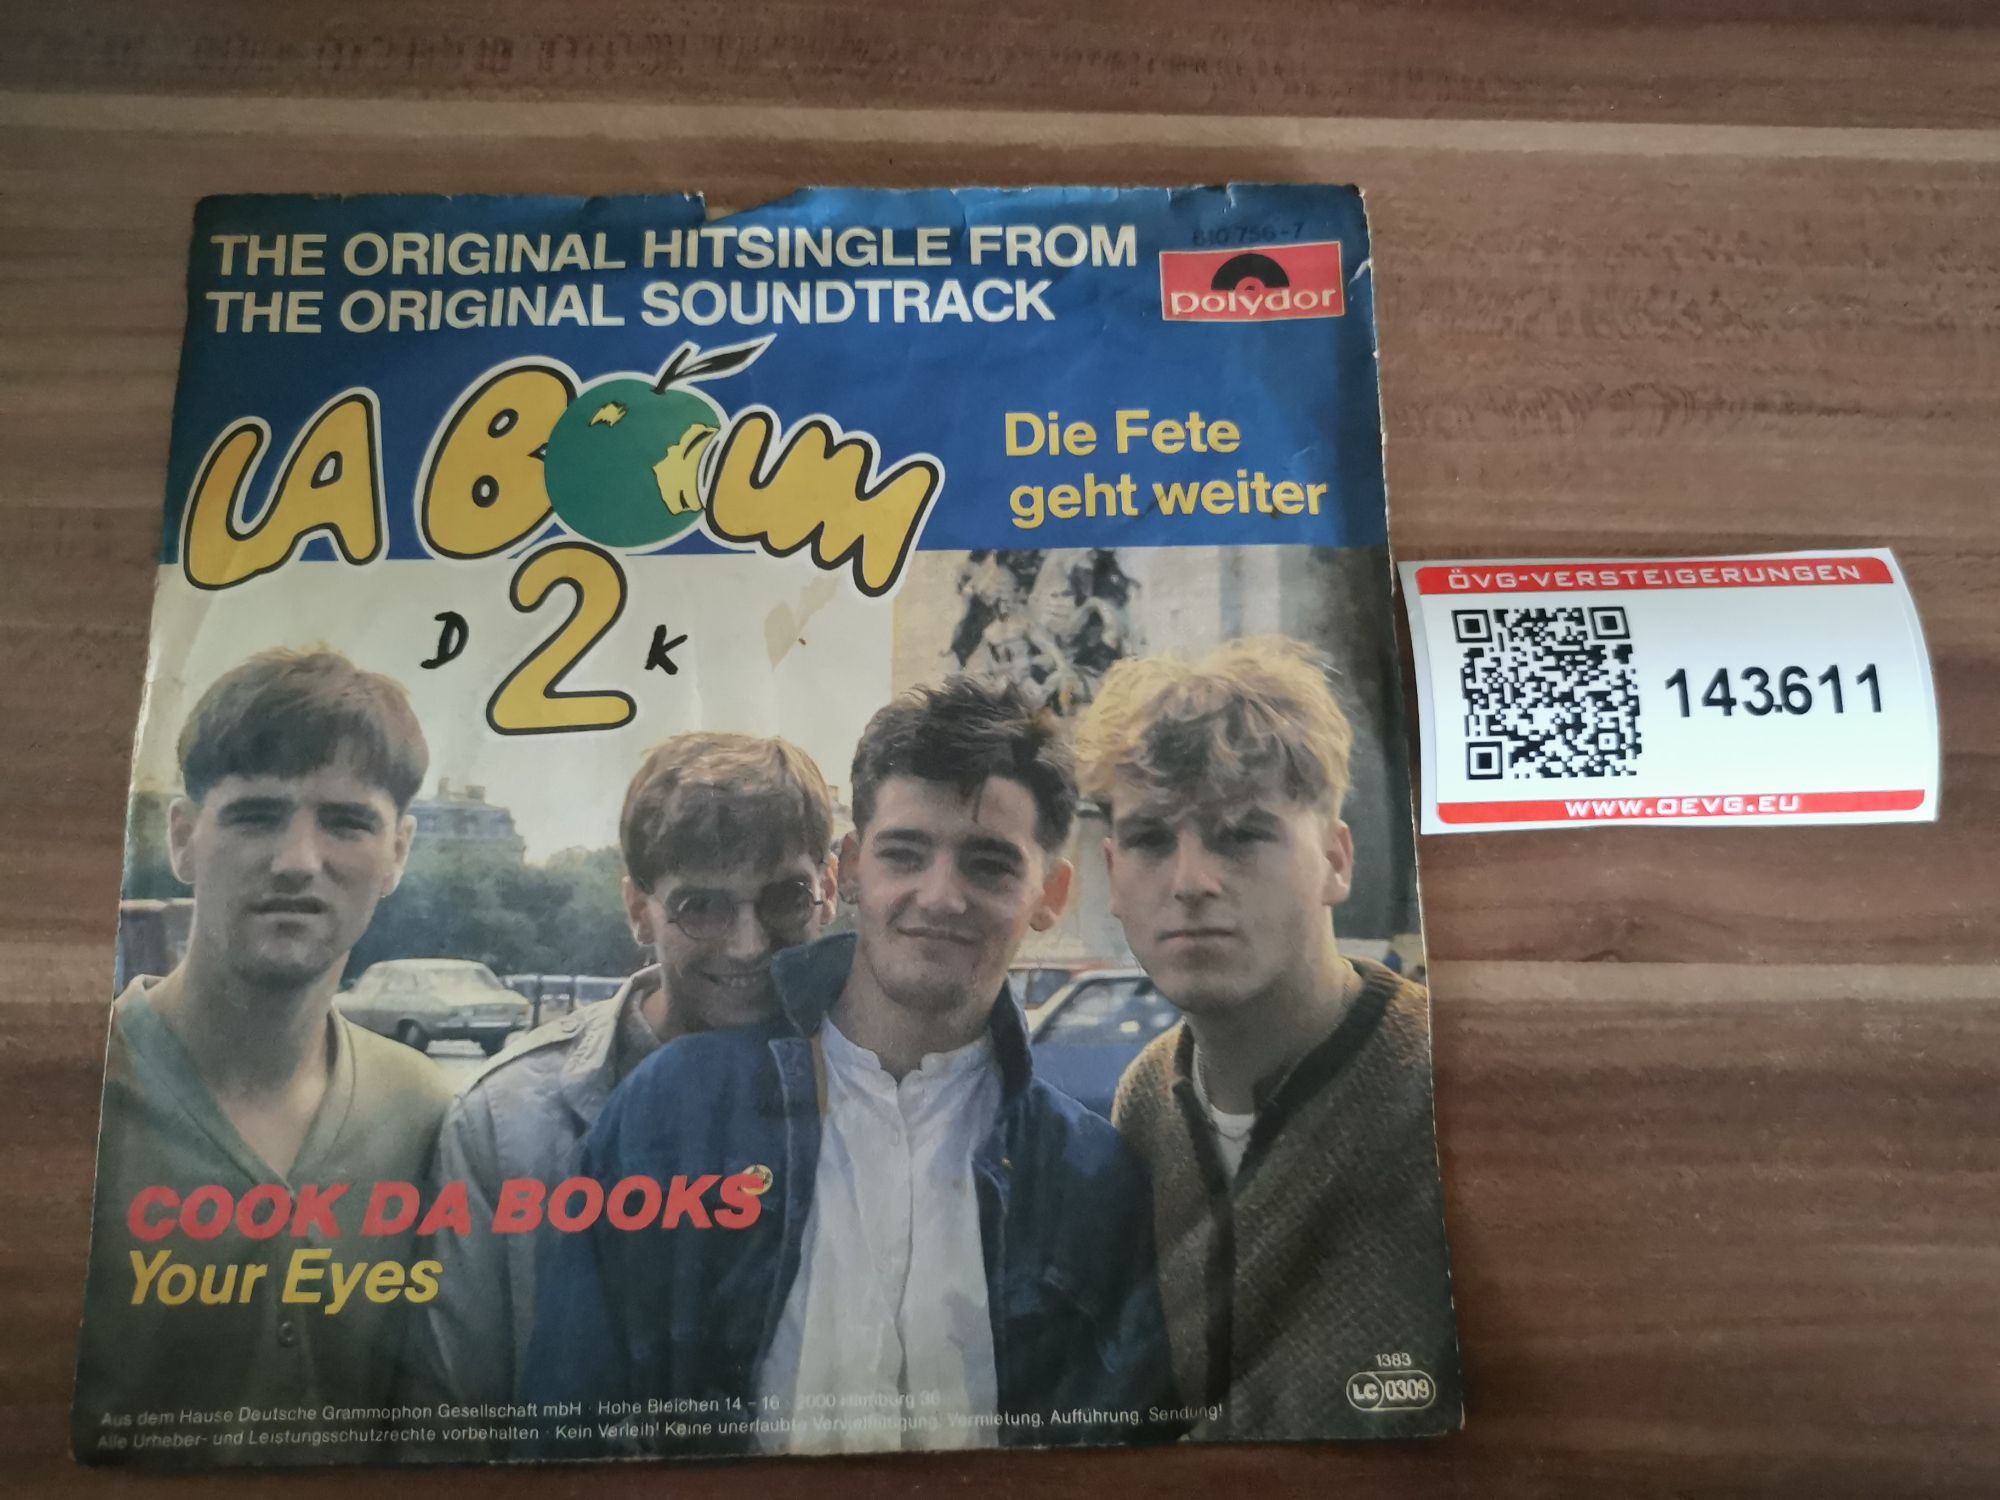 THE ORIGINAL HITSINGLE FROM
THE ORIGINAL SOUNDTRACK
810 756-7
polydor
LA BOUM
2
Die Fete
geht weiter
D K
COOK DA BOOKS
Your Eyes
1383
LC 0309
Aus dem Hause Deutsche Grammophon Gesellschaft mbH · Hohe Bleichen 14 - 16 · 2000 Hamburg 36
Alle Urheber- und Leistungsschutzrechte vorbehalten · Kein Verleih! Keine unerlaubte Vervielfältigung, Vermietung, Aufführung, Sendung!
ÖVG-VERSTEIGERUNGEN
143.611
WWW.OEVG.EU